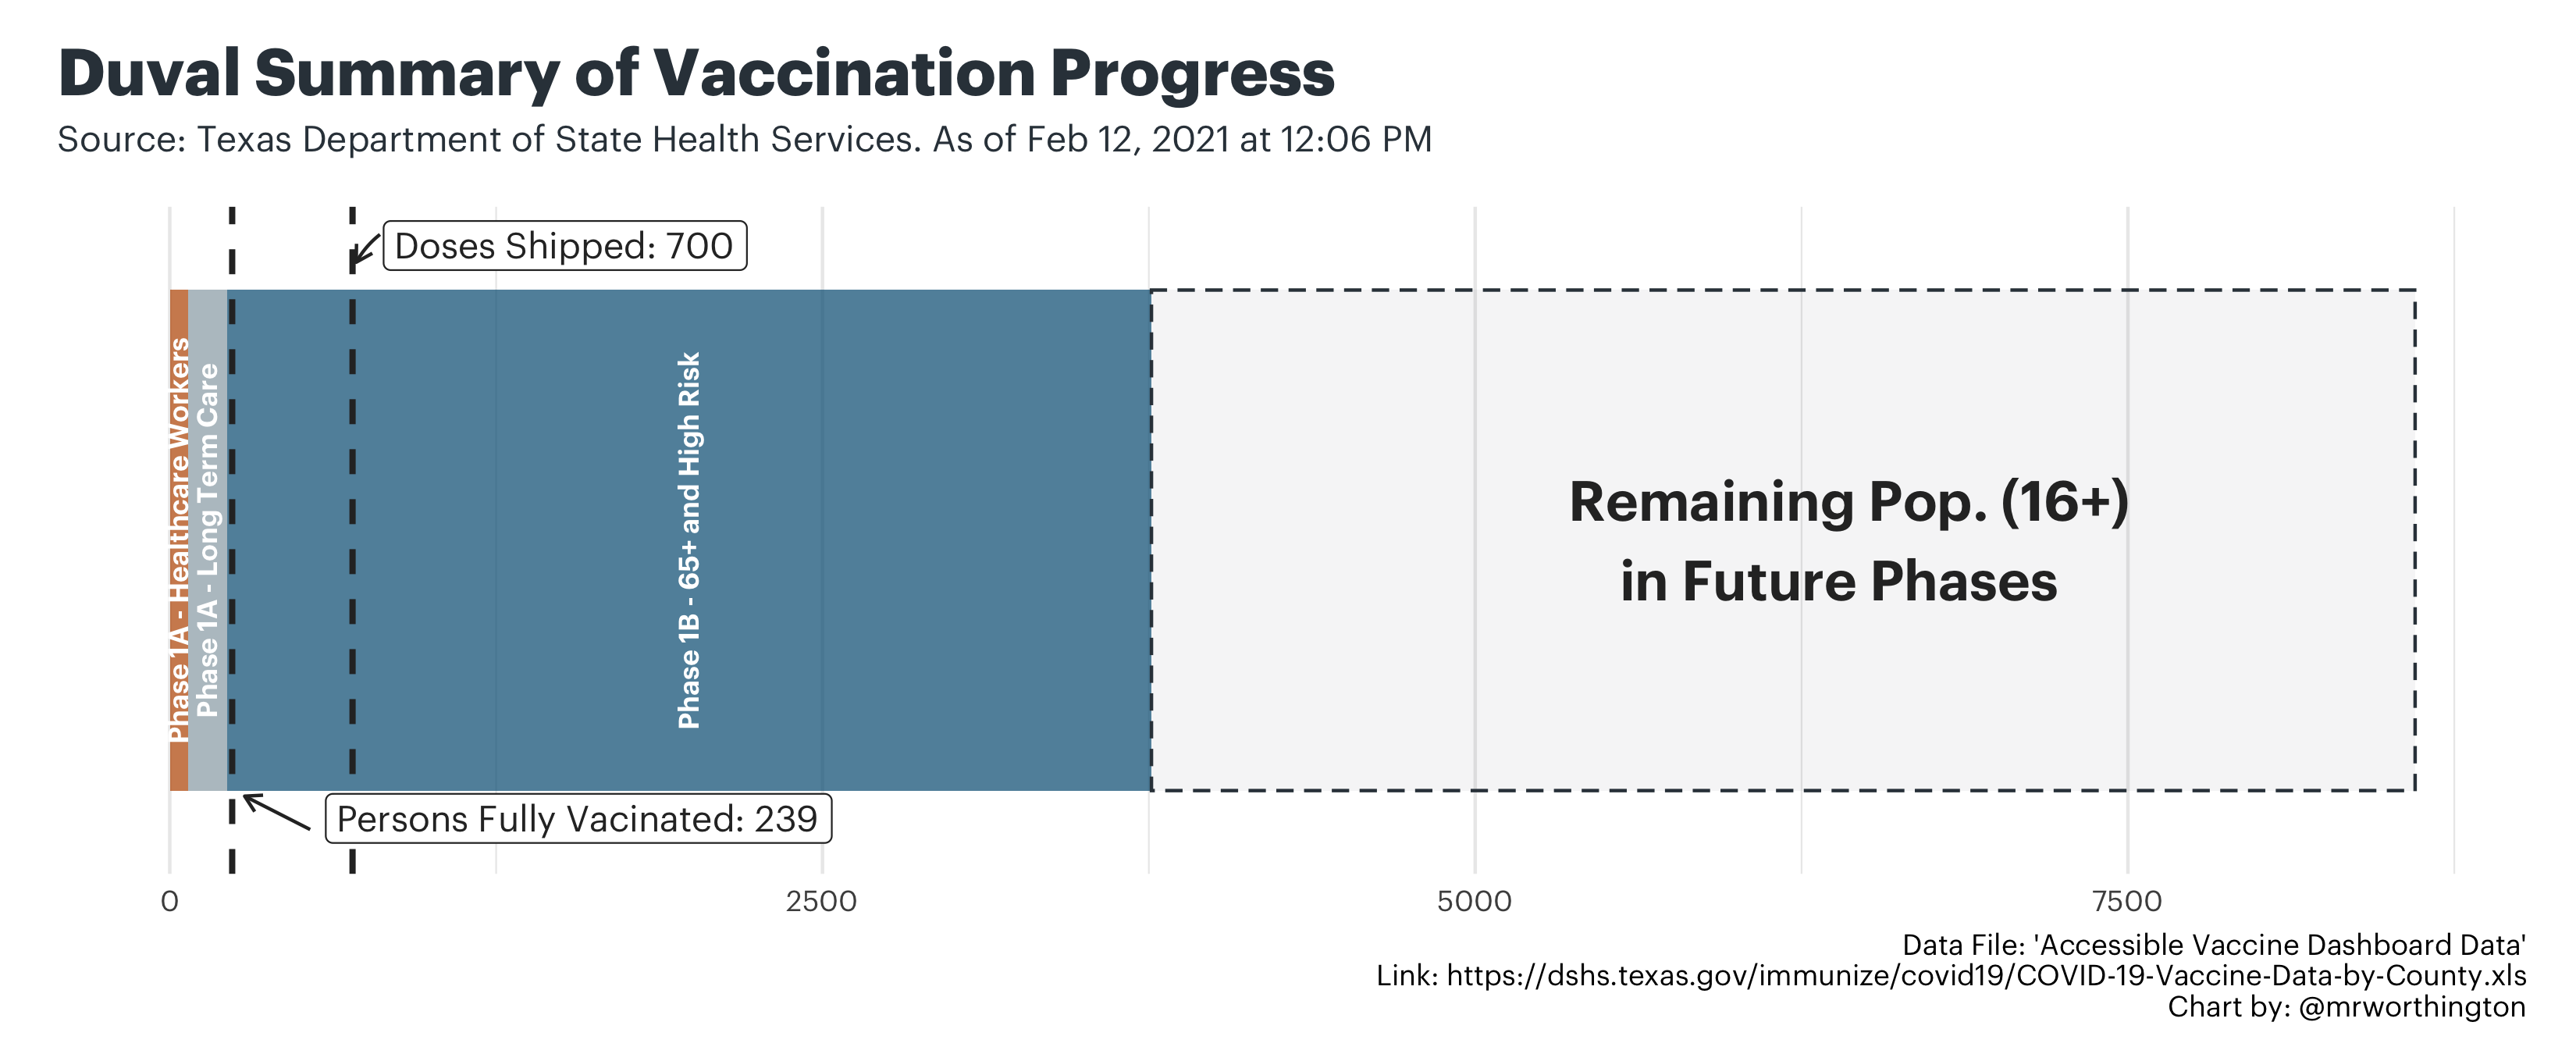 Duval Summary of Vaccination Progress
Source: Texas Department of State Health Services. As of Feb 12, 2021 at 12:06 PM
Doses Shipped: 700
Phase 1A - Healthcare Workers
Phase 1A - Long Term Care
Phase 1B - 65+ and High Risk
Remaining Pop. (16+)
in Future Phases
Persons Fully Vacinated: 239
0
2500
5000
7500
Data File: 'Accessible Vaccine Dashboard Data'
Link: https://dshs.texas.gov/immunize/covid19/COVID-19-Vaccine-Data-by-County.xls
Chart by: @mrworthington